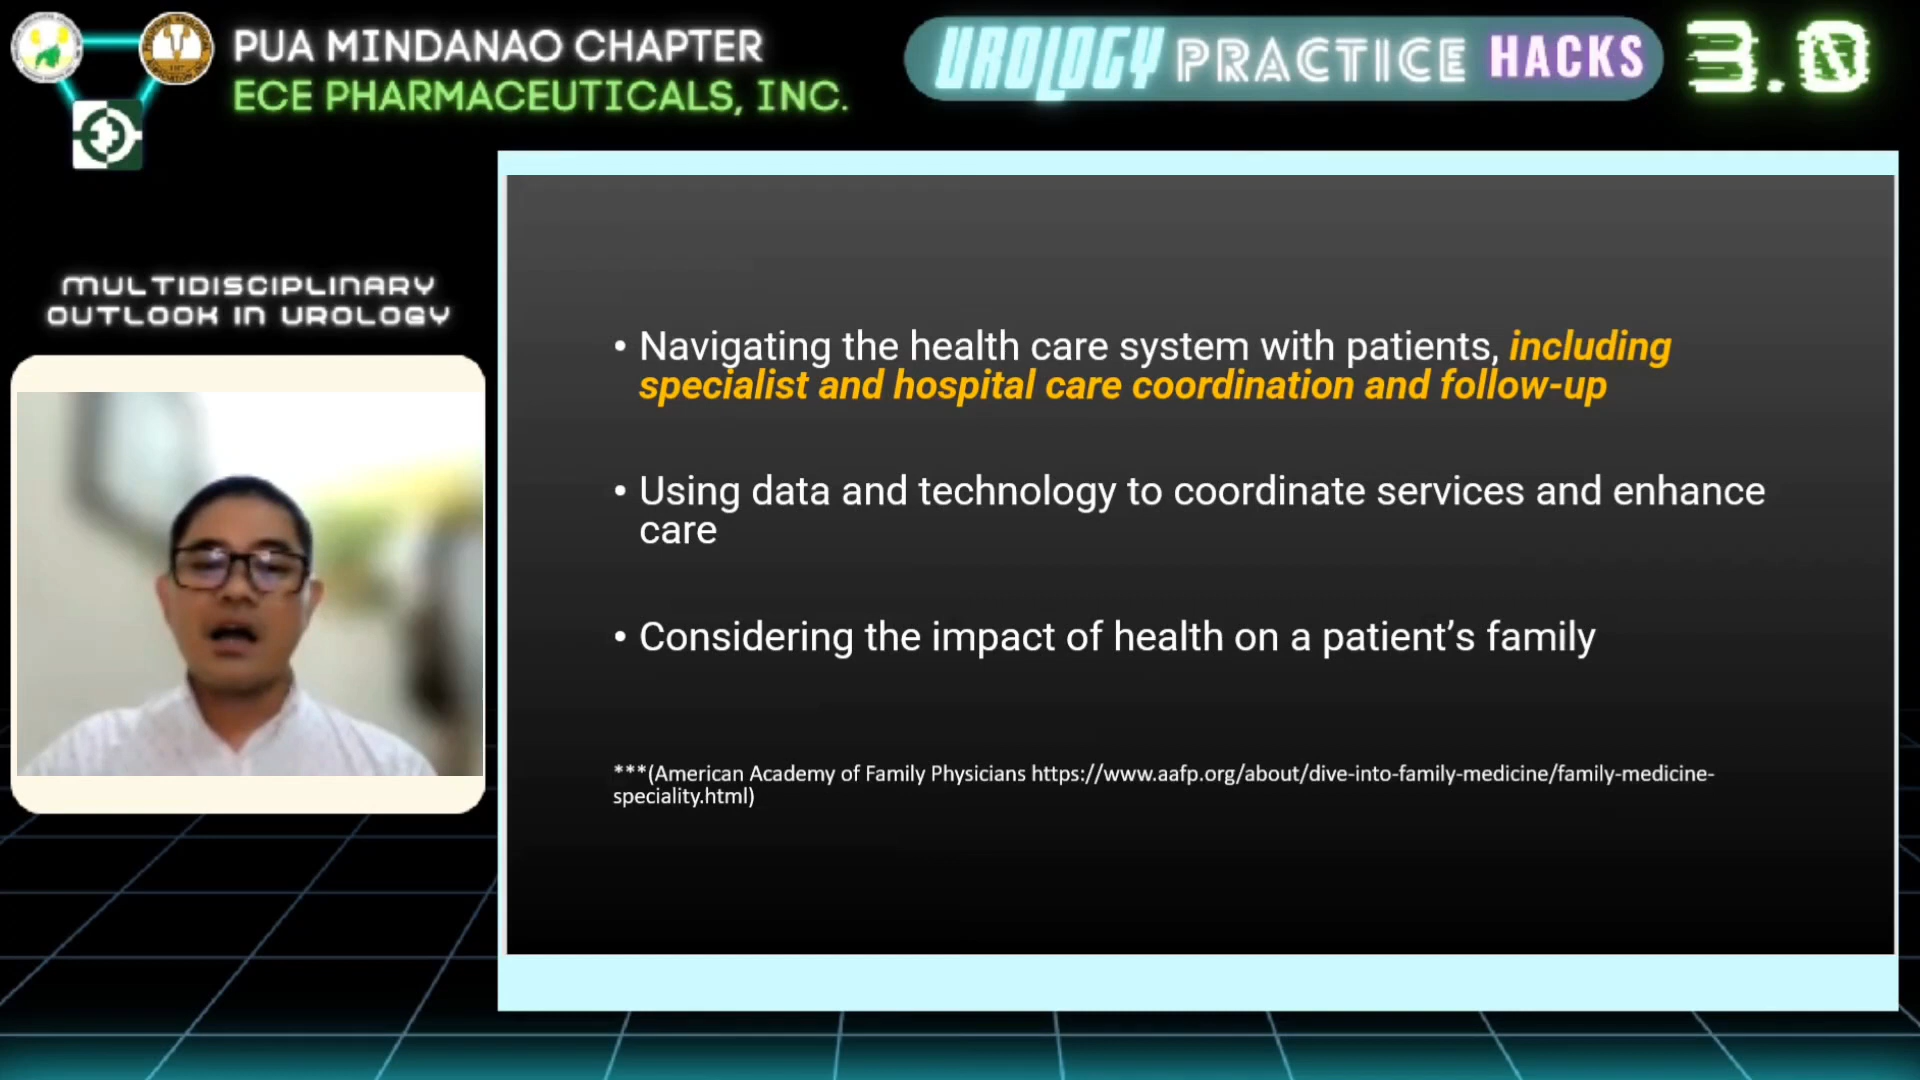 PUA MINDANAO CHAPTER
ECE PHARMACEUTICALS, INC.
UROLOGY PRACTICE HACKS 3.0
MULTIDISCIPLINARY
OUTLOOK IN UROLOGY
• Navigating the health care system with patients, including
specialist and hospital care coordination and follow-up
• Using data and technology to coordinate services and enhance
care
• Considering the impact of health on a patient’s family
***(American Academy of Family Physicians https://www.aafp.org/about/dive-into-family-medicine/family-medicine-
speciality.html)